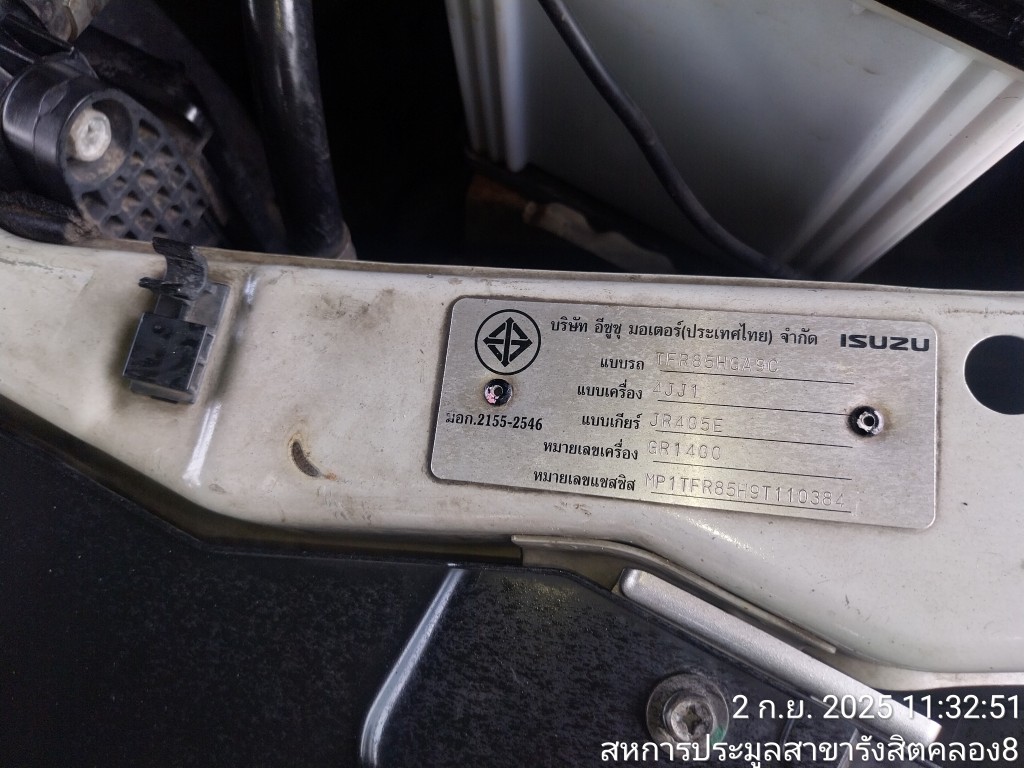 บริษัท อีซูซุ มอเตอร์(ประเทศไทย) จำกัด ISUZU
แบบรถ TFR85HGA9C
แบบเครื่อง 4JJ1
มอก.2155-2546 แบบเกียร์ JR405E
หมายเลขเครื่อง GR1400
หมายเลขแชสซิส MP1TFR85H9T110384
2 ก.ย. 2025 11:32:51
สหการประมูลสาขารังสิตคลอง8